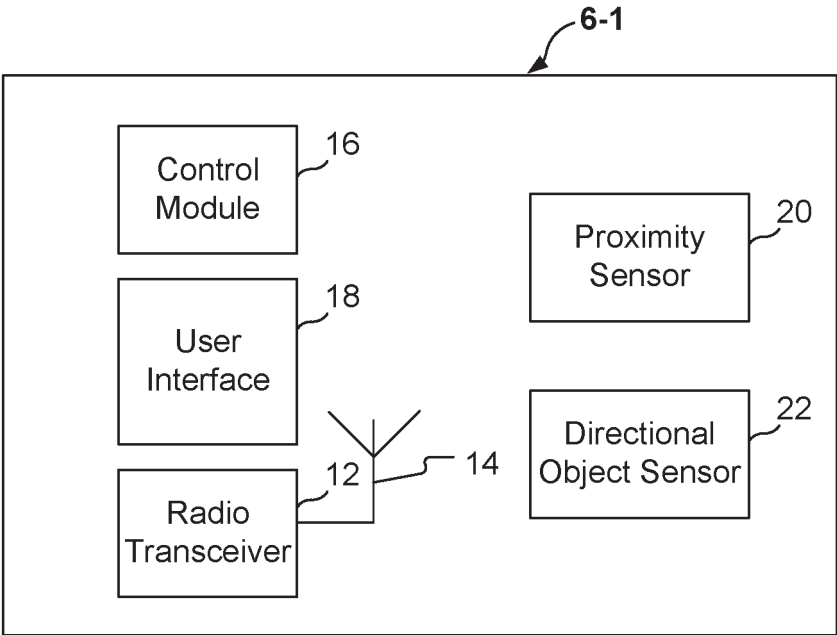 6-1
Control
Module
16
User
Interface
18
Radio
Transceiver
12
14
Proximity
Sensor
20
Directional
Object Sensor
22